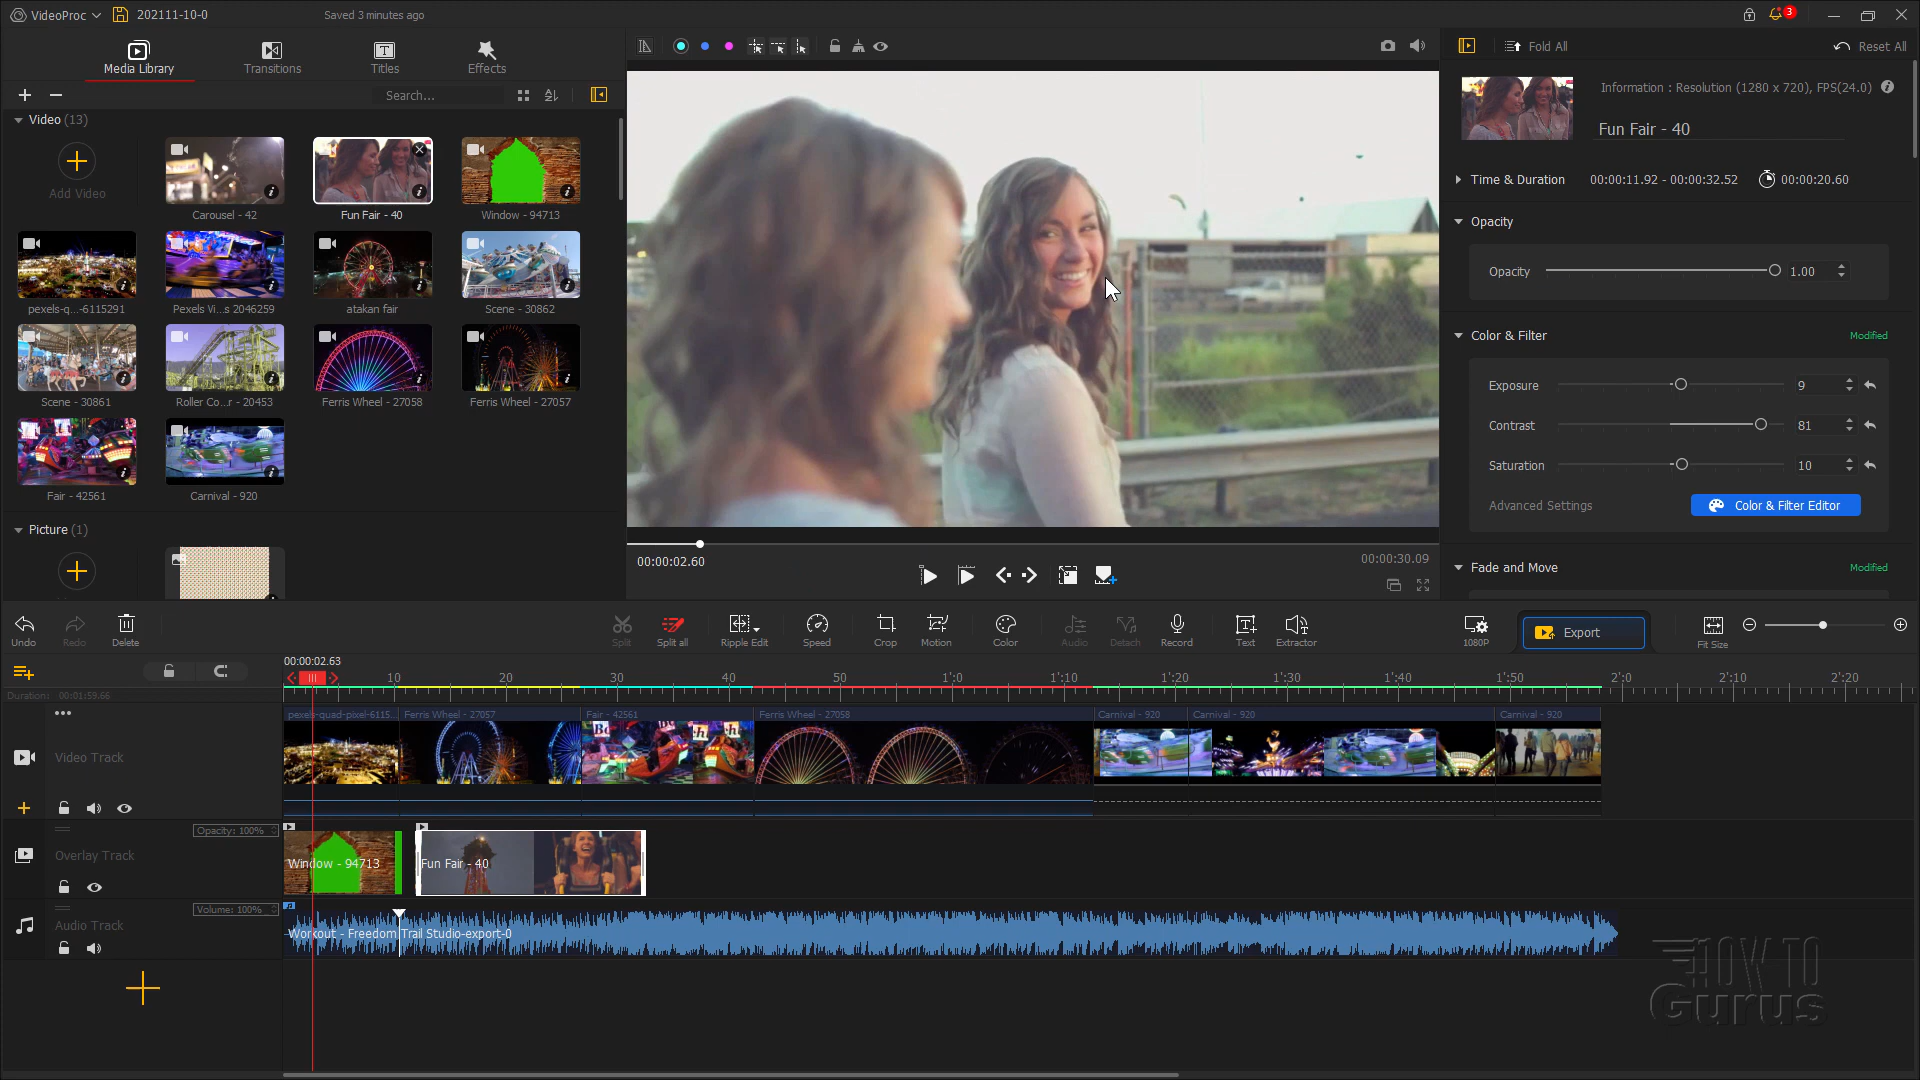 VideoProc
202111-10-0
Saved 3 minutes ago
3
Media Library
Transitions
Titles
Effects
Search...
Video (13)
Add Video
Carousel - 42
Fun Fair - 40
Window - 94713
pexels-q...-6115291
Pexels Vi...s 2046259
atakan fair
Scene - 30862
Scene - 30861
Roller Co...r - 20453
Ferris Wheel - 27058
Ferris Wheel - 27057
Fair - 42561
Carnival - 920
Picture (1)
00:00:02.60
00:00:30.09
Fold All
Reset All
Information : Resolution (1280 x 720), FPS(24.0)
Fun Fair - 40
Time & Duration
00:00:11.92 - 00:00:32.52
00:00:20.60
Opacity
Opacity
1.00
Color & Filter
Modified
Exposure
9
Contrast
81
Saturation
10
Advanced Settings
Color & Filter Editor
Fade and Move
Modified
Undo
Redo
Delete
Split
Split all
Ripple Edit
Speed
Crop
Motion
Color
Audio
Detach
Record
Text
Extractor
1080P
Export
Fit Size
00:00:02.63
10
20
30
40
50
1':0
1':10
1':20
1':30
1':40
1':50
2':0
2':10
2':20
Duration: 00:01:59.66
pexels-quad-pixel-6115...
Ferris Wheel - 27057
Fair - 42561
Ferris Wheel - 27058
Carnival - 920
Carnival - 920
Carnival - 920
Video Track
Opacity: 100%
Overlay Track
Window - 94713
Fun Fair - 40
Volume: 100%
Audio Track
Workout - Freedom Trail Studio-export-0
HOW TO
Gurus